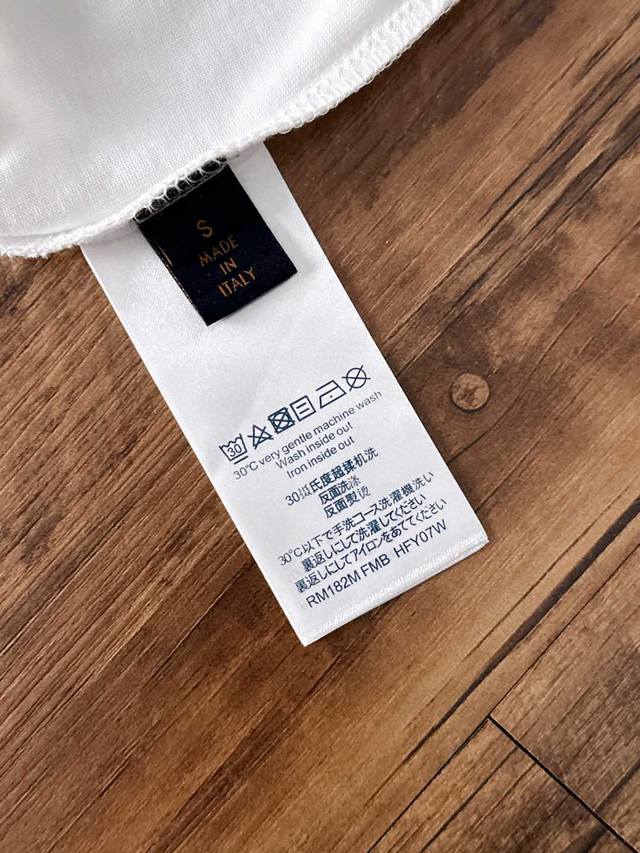 S
MADE
IN
ITALY
30
30°C very gentle machine wash
Wash inside out
Iron inside out
30摄氏度超揉机洗
反面洗涤
反面熨烫
30°C以下で手洗コース洗濯機洗い
裏返しにして洗濯してください
裏返しにしてアイロンをあててください
RM182M FMB HFY07W